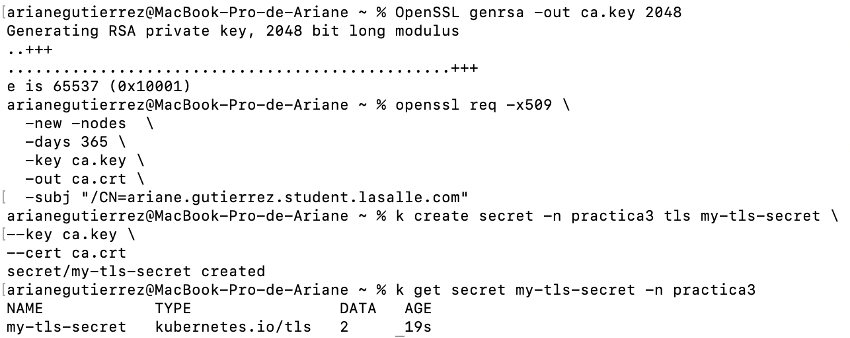 [arianegutierrez@MacBook-Pro-de-Ariane ~ % OpenSSL genrsa -out ca.key 2048
Generating RSA private key, 2048 bit long modulus
..+++
................................................+++
e is 65537 (0x10001)
arianegutierrez@MacBook-Pro-de-Ariane ~ % openssl req -x509 \
  -new -nodes  \
  -days 365 \
  -key ca.key \
  -out ca.crt \
[  -subj "/CN=ariane.gutierrez.student.lasalle.com"
arianegutierrez@MacBook-Pro-de-Ariane ~ % k create secret -n practica3 tls my-tls-secret \
[--key ca.key \
--cert ca.crt
secret/my-tls-secret created
[arianegutierrez@MacBook-Pro-de-Ariane ~ % k get secret my-tls-secret -n practica3
NAME            TYPE                DATA   AGE
my-tls-secret   kubernetes.io/tls   2      19s